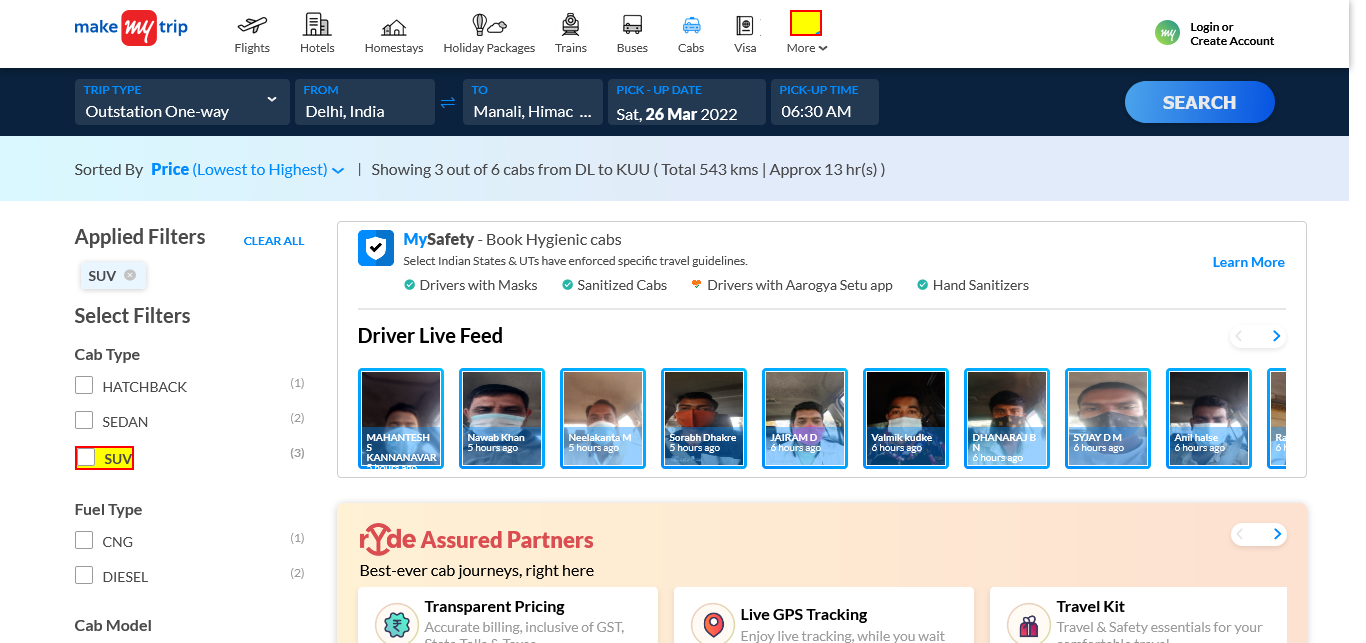 make my trip
Flights
Hotels
Homestays
Holiday Packages
Trains
Buses
Cabs
Visa
More
my
Login or
Create Account
TRIP TYPE
Outstation One-way
FROM
Delhi, India
TO
Manali, Himac ...
PICK - UP DATE
Sat, 26 Mar 2022
PICK-UP TIME
06:30 AM
SEARCH
Sorted By Price (Lowest to Highest) | Showing 3 out of 6 cabs from DL to KUU ( Total 543 kms | Approx 13 hr(s) )
Applied Filters
CLEAR ALL
SUV
Select Filters
Cab Type
HATCHBACK (1)
SEDAN (2)
SUV (3)
Fuel Type
CNG (1)
DIESEL (2)
Cab Model
MySafety - Book Hygienic cabs
Select Indian States & UTs have enforced specific travel guidelines.
Learn More
Drivers with Masks
Sanitized Cabs
Drivers with Aarogya Setu app
Hand Sanitizers
Driver Live Feed
MAHANTESH
S
KANNANAVAR
5 hours ago
Nawab Khan
5 hours ago
Neelakanta M
5 hours ago
Sorabh Dhakre
5 hours ago
JAIRAM D
6 hours ago
Valmik kudke
6 hours ago
DHANARAJ B
N
6 hours ago
SYJAY D M
6 hours ago
Anil halse
6 hours ago
Ra
rYde Assured Partners
Best-ever cab journeys, right here
Transparent Pricing
Accurate billing, inclusive of GST,
State Tolls & Taxes
Live GPS Tracking
Enjoy live tracking, while you wait
Travel Kit
Travel & Safety essentials for your
comfortable travel